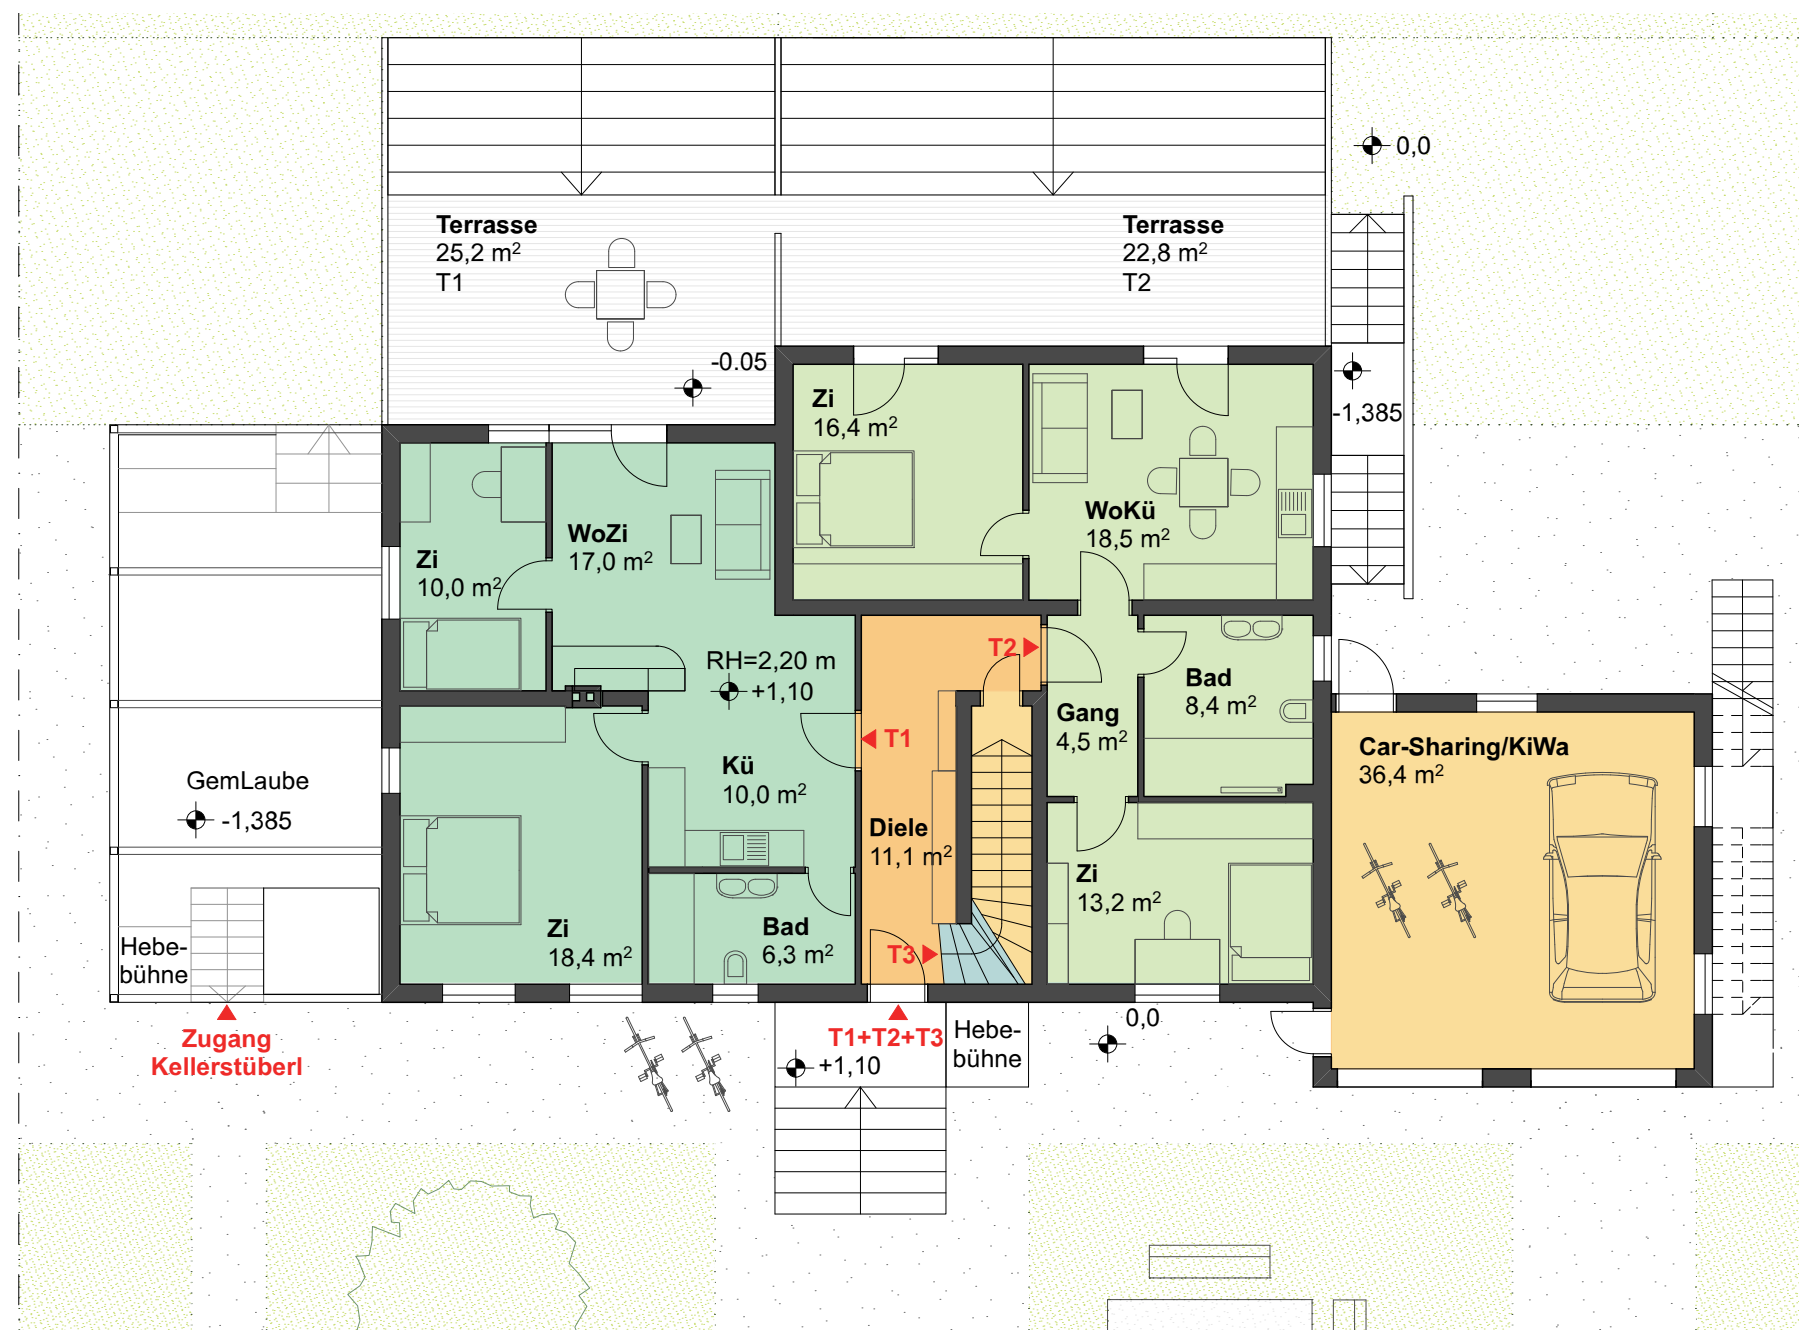 0,0
Terrasse
25,2 m²
T1
Terrasse
22,8 m²
T2
-0.05
-1,385
Zi
16,4 m²
WoKü
18,5 m²
WoZi
17,0 m²
Zi
10,0 m²
RH=2,20 m
+1,10
T2
Bad
8,4 m²
Gang
4,5 m²
T1
Car-Sharing/KiWa
36,4 m²
GemLaube
-1,385
Kü
10,0 m²
Diele
11,1 m²
Zi
13,2 m²
Zi
18,4 m²
Bad
6,3 m²
T3
Hebe-
bühne
Zugang
Kellerstüberl
T1+T2+T3
+1,10
Hebe-
bühne
0,0